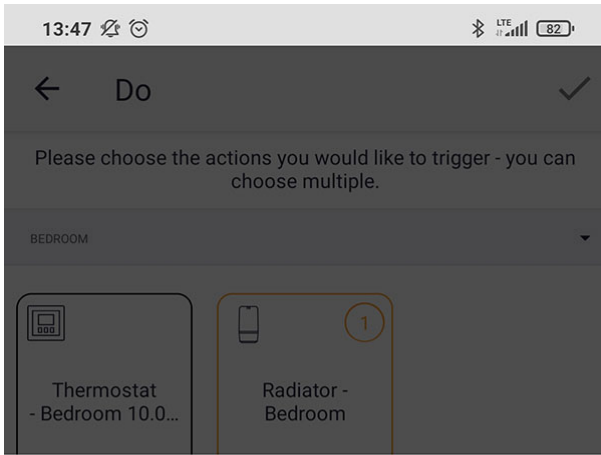 13:47
LTE
82
Do
Please choose the actions you would like to trigger - you can
choose multiple.
BEDROOM
1
Thermostat
- Bedroom 10.0...
Radiator -
Bedroom